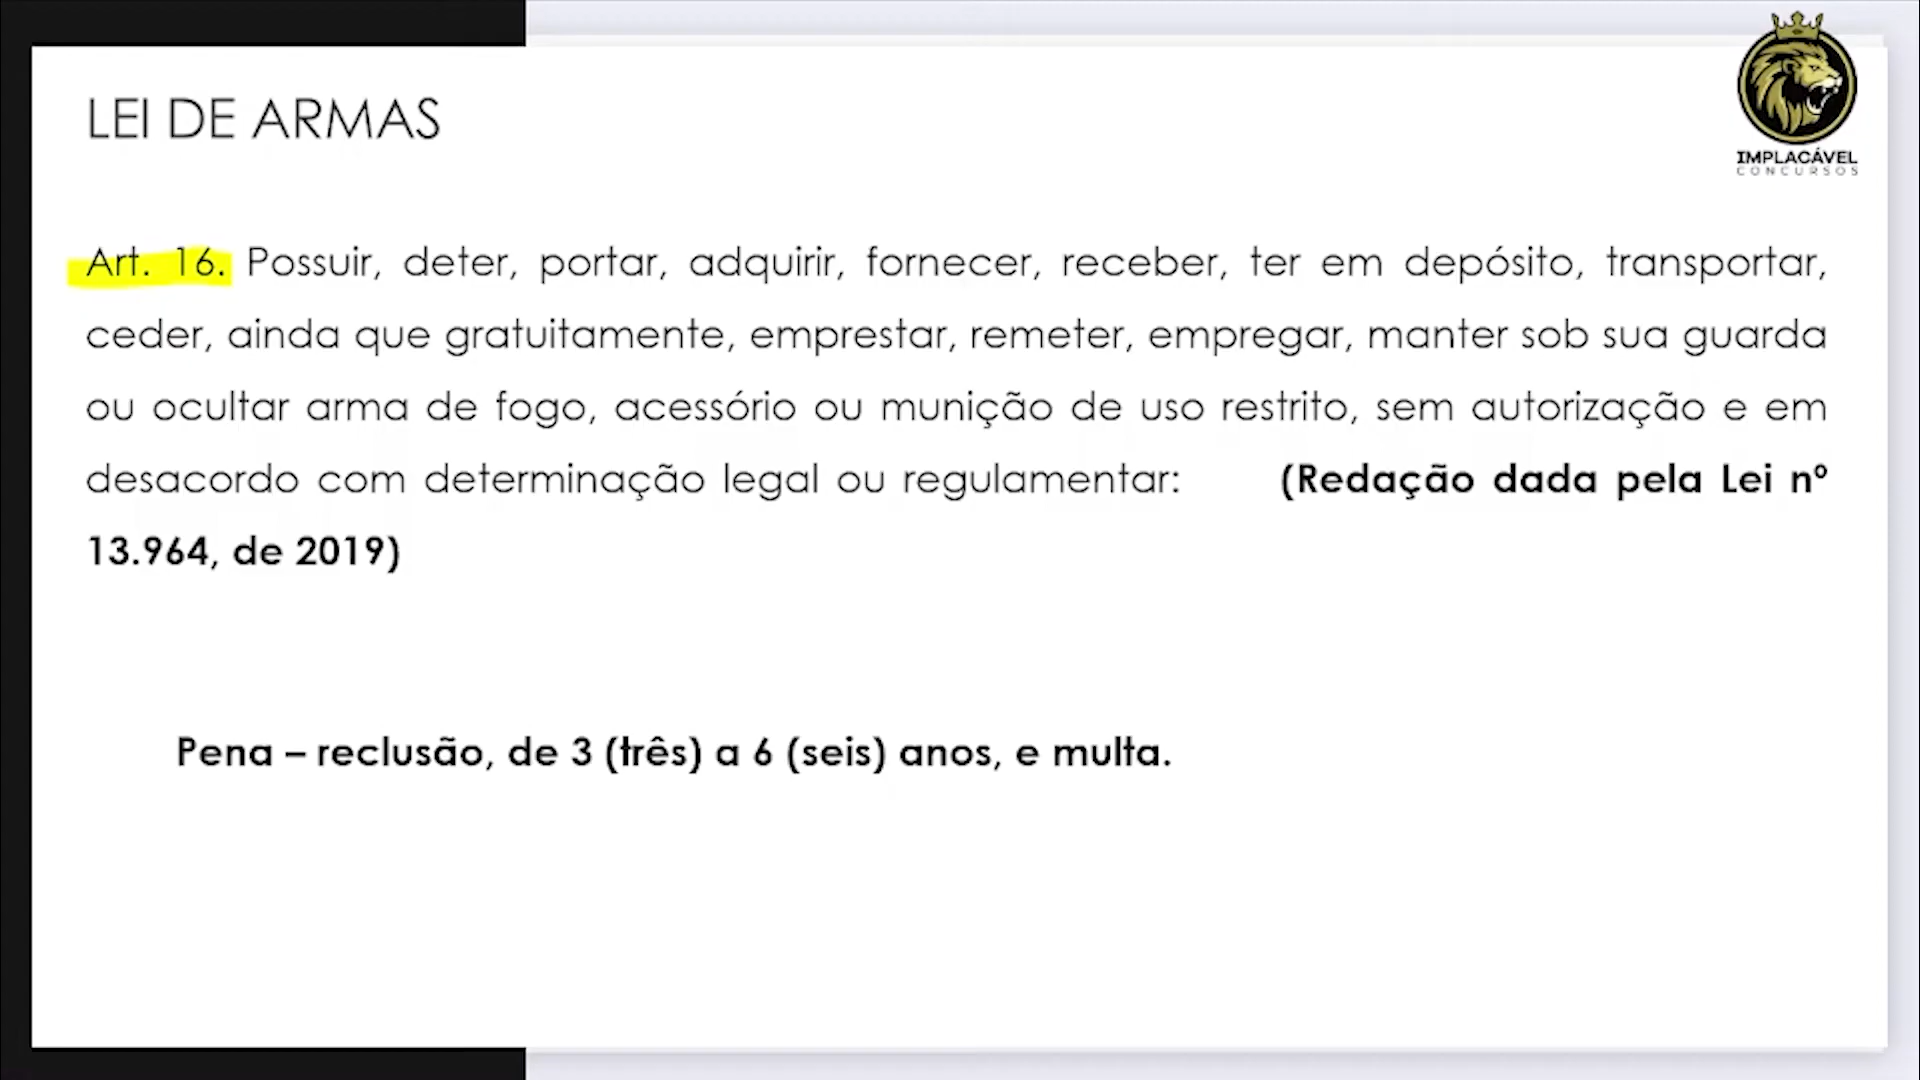 IMPLACÁVEL
CONCURSOS
LEI DE ARMAS
Art. 16. Possuir, deter, portar, adquirir, fornecer, receber, ter em depósito, transportar,
ceder, ainda que gratuitamente, emprestar, remeter, empregar, manter sob sua guarda
ou ocultar arma de fogo, acessório ou munição de uso restrito, sem autorização e em
desacordo com determinação legal ou regulamentar: (Redação dada pela Lei nº
13.964, de 2019)
Pena – reclusão, de 3 (três) a 6 (seis) anos, e multa.